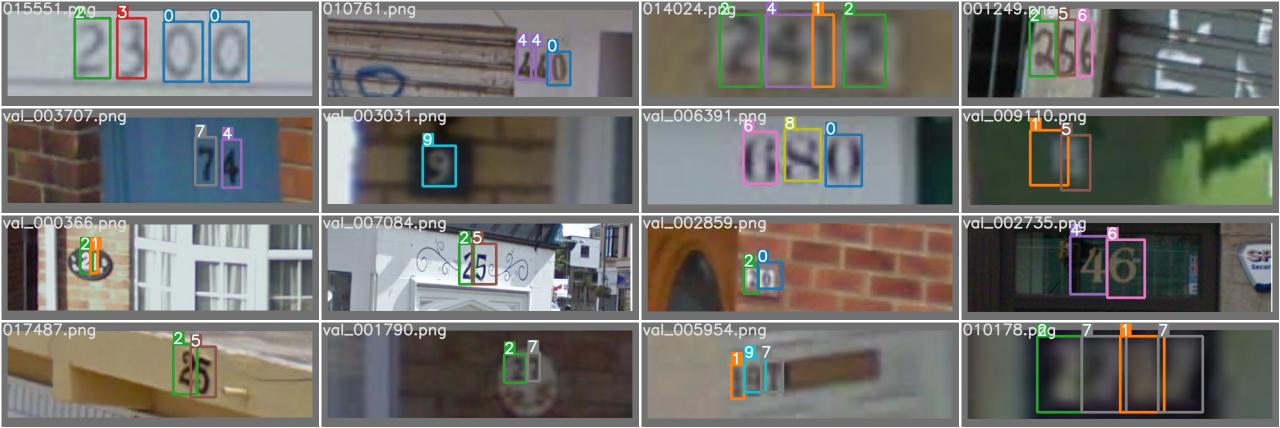 015551.png 2 3 0 0
2300
010761.png 4 4 0
440
014024.png 2 4 1 2
001249.png 2 5 6
256
val_003707.png 7 4
74
val_003031.png 9
9
val_006391.png 6 8 0
680
val_009110.png 1 5
val_000366.png 2 1
21
val_007084.png 2 5
25
val_002859.png 2 0
20
val_002735.png 4 6
46
017487.png 2 5
25
val_001790.png 2 7
val_005954.png 1 9 7
010178.png 2 7 1 7